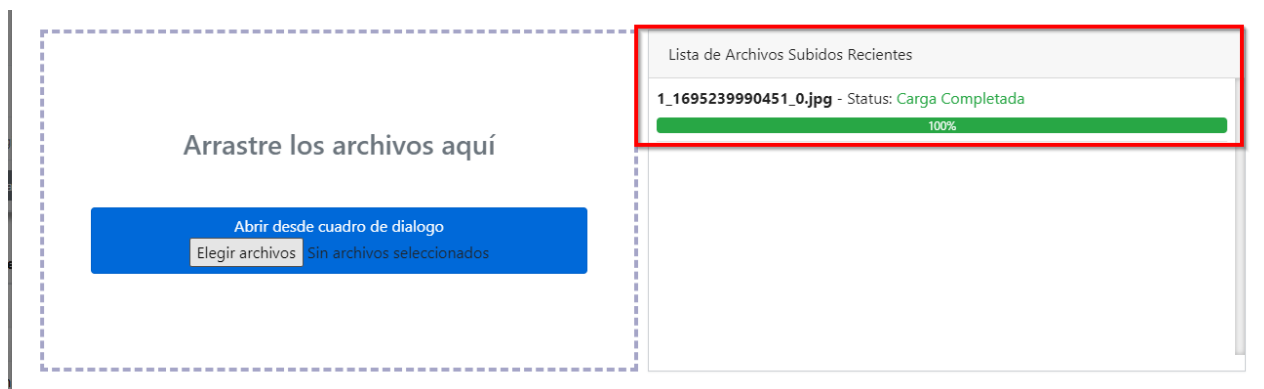 Arrastre los archivos aquí
Abrir desde cuadro de dialogo
Elegir archivos Sin archivos seleccionados
Lista de Archivos Subidos Recientes
1_1695239990451_0.jpg - Status: Carga Completada
100%